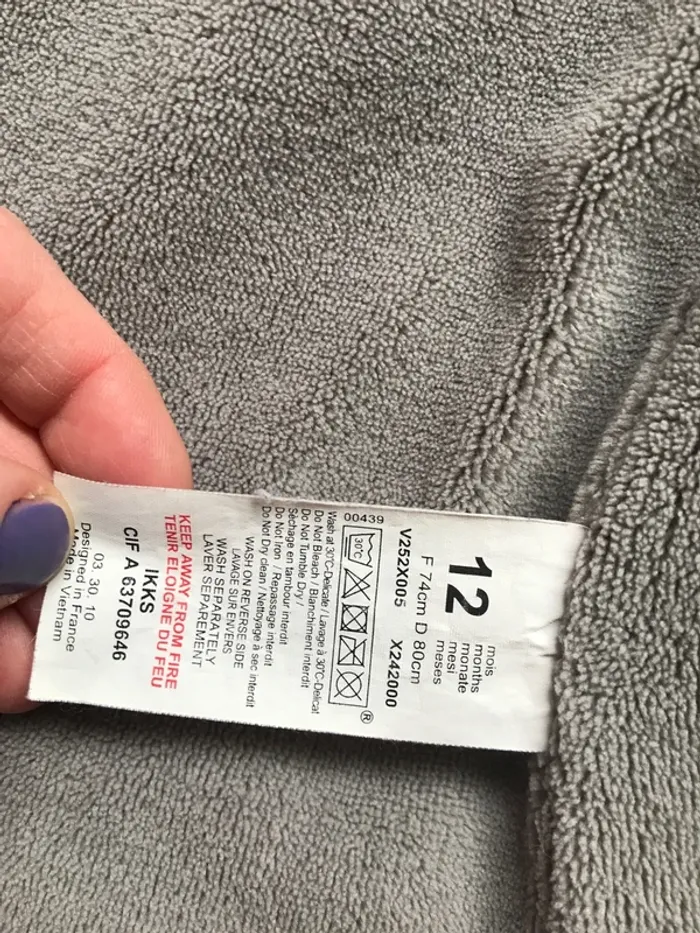 12
mois
months
monate
mesi
meses
F 74cm D 80cm
V252X005 X242000
00439
30°C
®
Wash at 30°C-Delicate / Lavage à 30°C-Délicat
Do Not Bleach / Blanchiment interdit
Do Not Tumble Dry /
Séchage en tambour interdit
Do Not Iron / Repassage interdit
Do Not Dry clean / Nettoyage à sec interdit
WASH ON REVERSE SIDE
LAVAGE SUR ENVERS
WASH SEPARATELY
LAVER SEPAREMENT
KEEP AWAY FROM FIRE
TENIR ELOIGNE DU FEU
IKKS
CIF A 63709646
03. 30. 10
Designed in France
Made in Vietnam